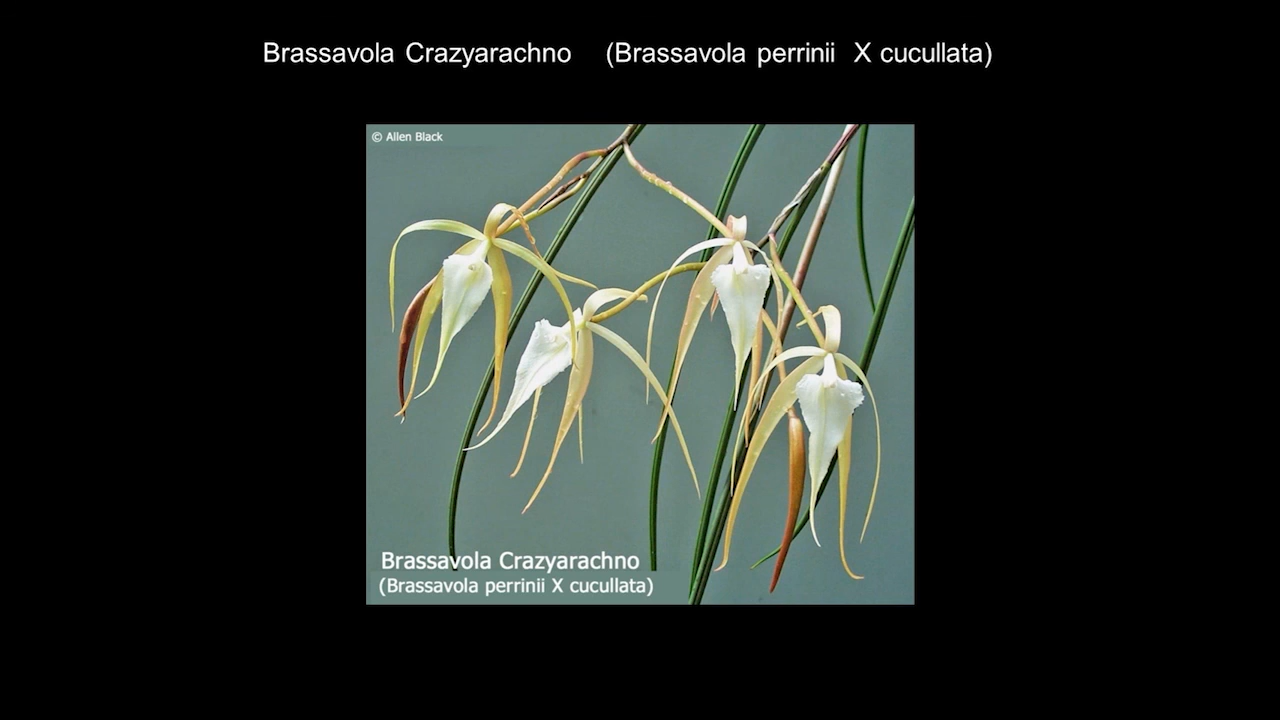 Brassavola Crazyarachno (Brassavola perrinii X cucullata)
© Allen Black
Brassavola Crazyarachno
(Brassavola perrinii X cucullata)